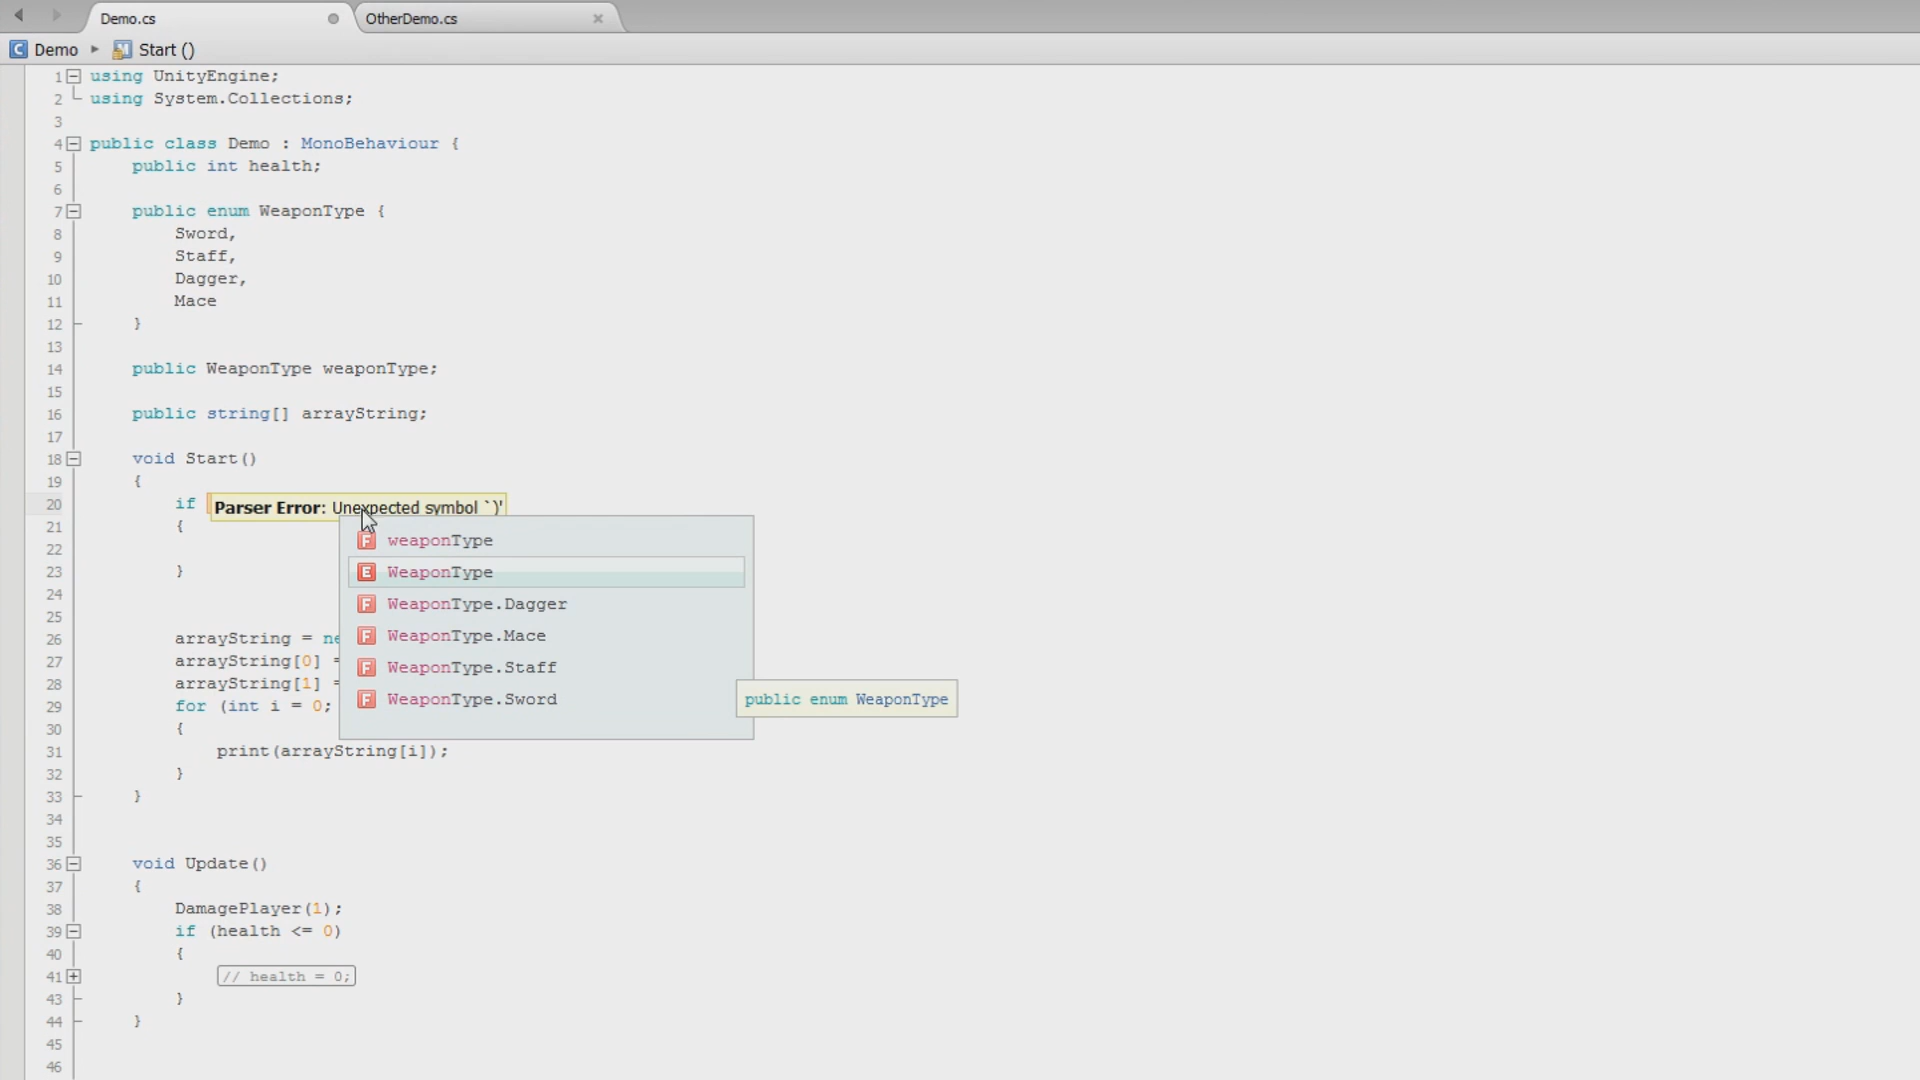 Demo.cs
OtherDemo.cs
Demo
Start ()
1 using UnityEngine;
2 using System.Collections;
3
4 public class Demo : MonoBehaviour {
5 public int health;
6
7 public enum WeaponType {
8 Sword,
9 Staff,
10 Dagger,
11 Mace
12 }
13
14 public WeaponType weaponType;
15
16 public string[] arrayString;
17
18 void Start()
19 {
20 if Parser Error: Unexpected symbol `)'
21 {
weaponType
22
WeaponType
23 }
WeaponType.Dagger
24
25
WeaponType.Mace
26 arrayString = ne
27 arrayString[0] =
WeaponType.Staff
28 arrayString[1] =
WeaponType.Sword
public enum WeaponType
29 for (int i = 0;
30 {
31 print(arrayString[i]);
32 }
33 }
34
35
36 void Update()
37 {
38 DamagePlayer(1);
39 if (health <= 0)
40 {
41 // health = 0;
43 }
44 }
45
46